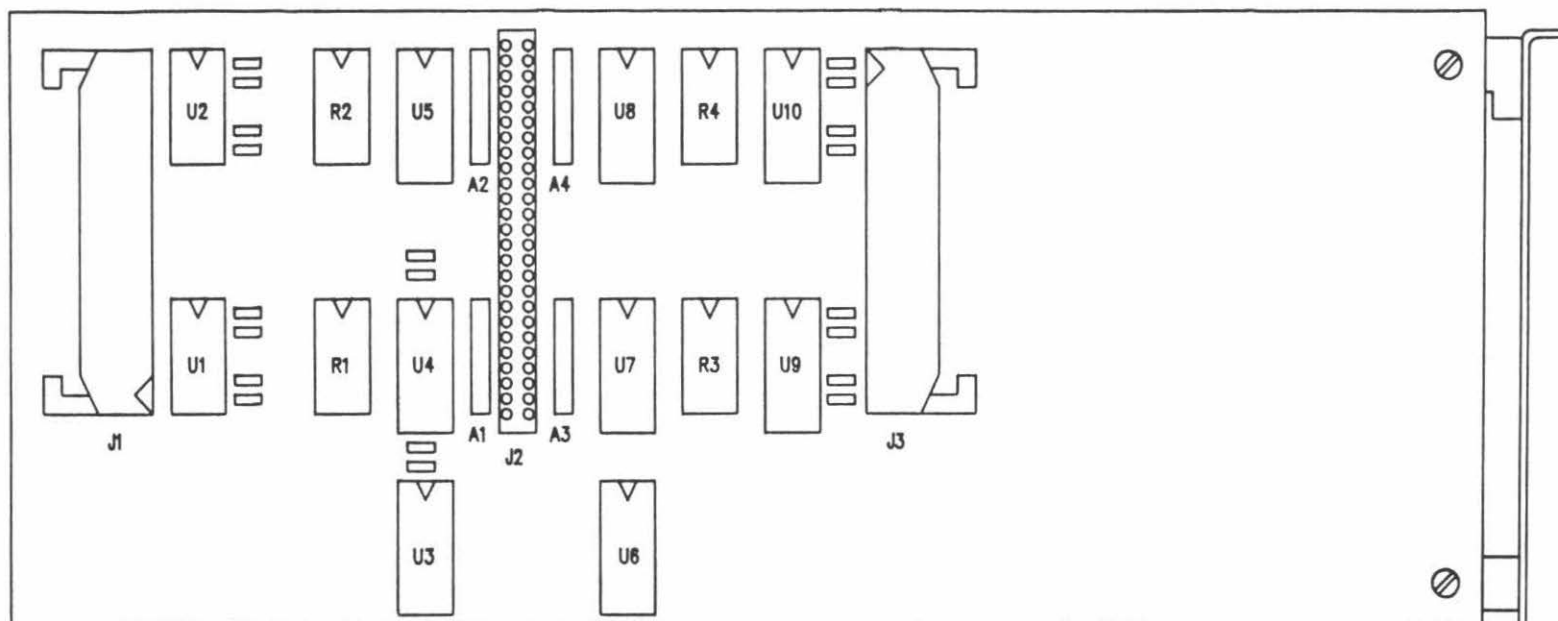 U2 R2 U5 U8 R4 U10
A2 A4
U1 R1 U4 U7 R3 U9
J1 A1 J2 A3 J3
U3 U6